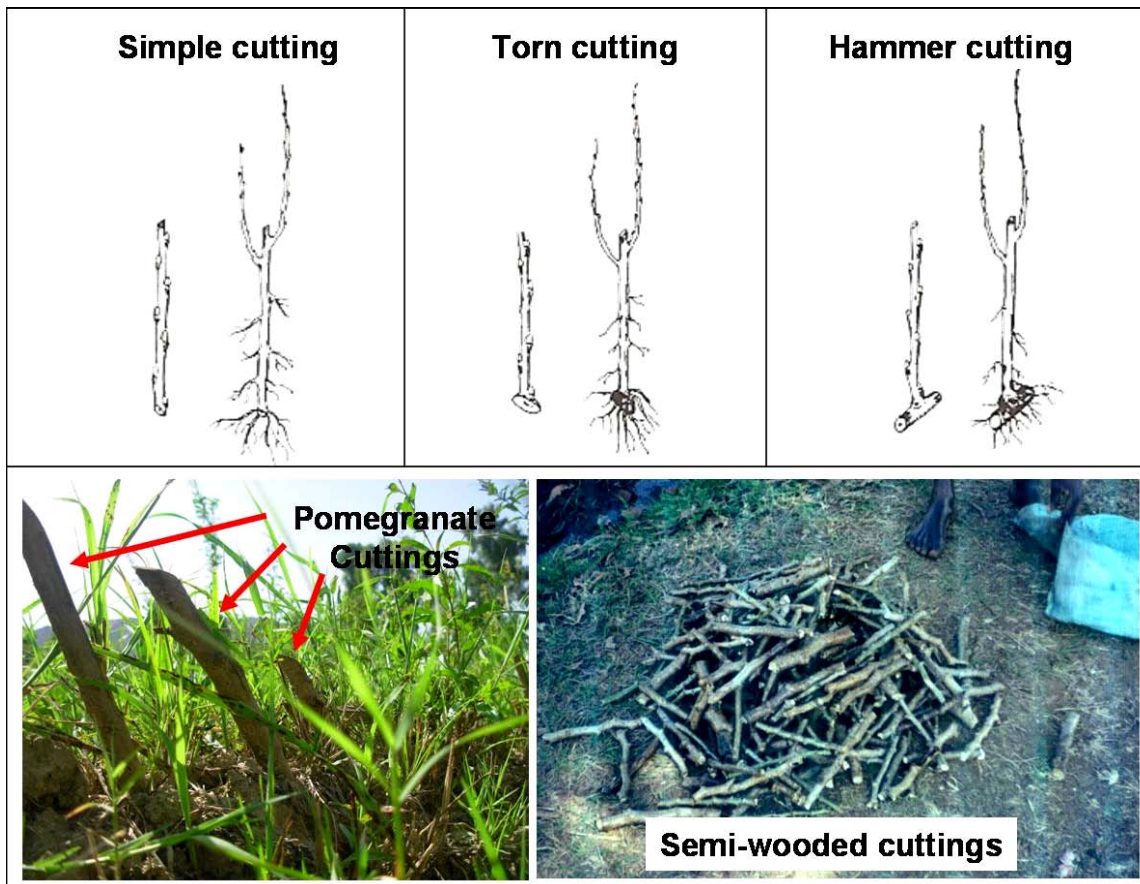 Simple cutting
Torn cutting
Hammer cutting
Pomegranate
Cuttings
Semi-wooded cuttings